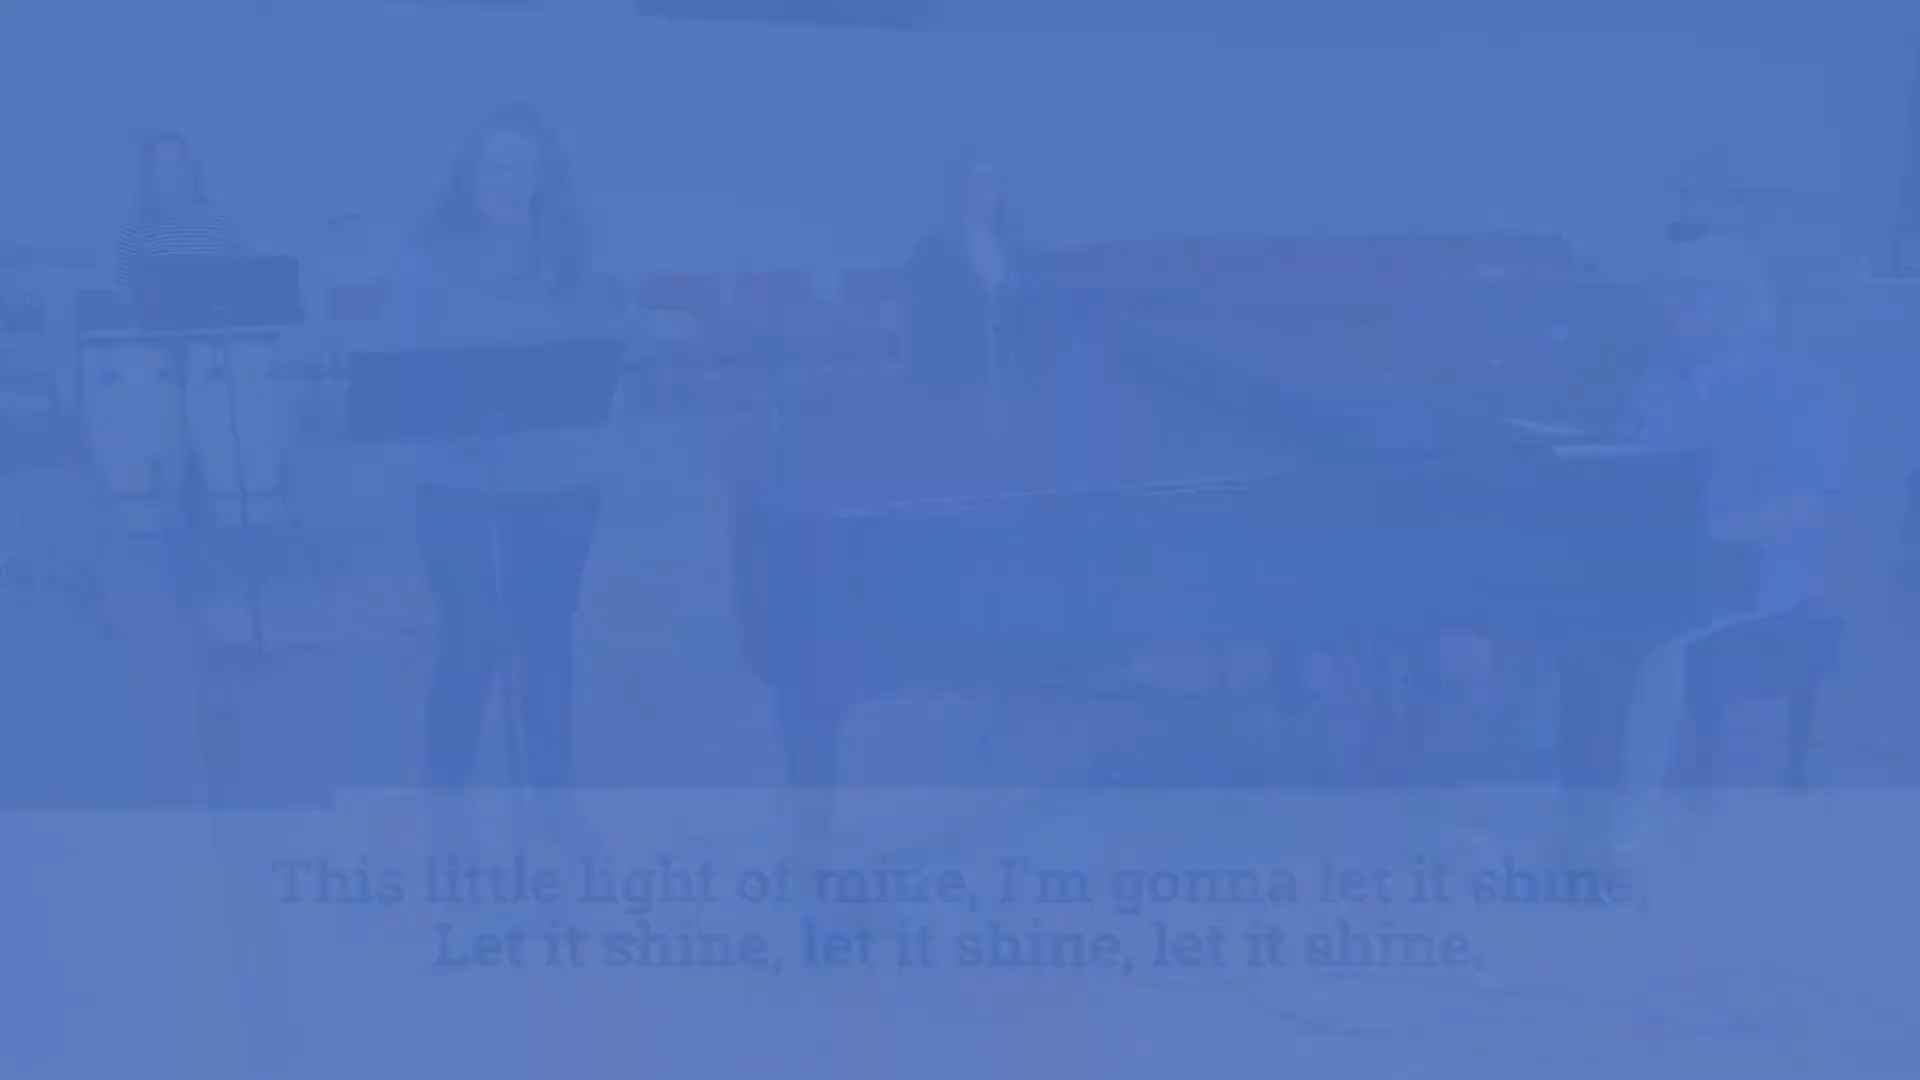 This little light of mine, I'm gonna let it shine,
Let it shine, let it shine, let it shine.